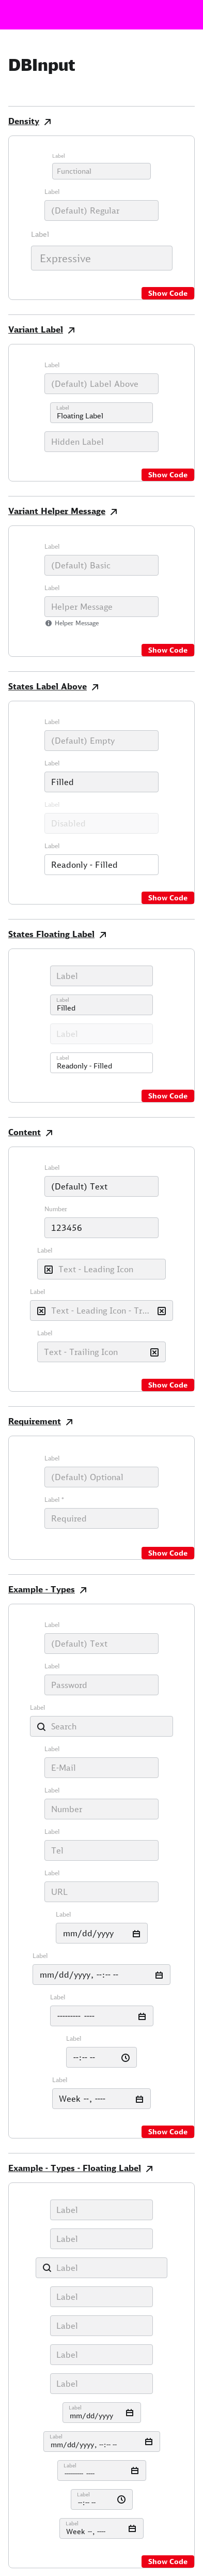 DBInput
Density
Label
Functional
Label
(Default) Regular
Label
Expressive
Show Code
Variant Label
Label
(Default) Label Above
Label
Floating Label
Hidden Label
Show Code
Variant Helper Message
Label
(Default) Basic
Label
Helper Message
Helper Message
Show Code
States Label Above
Label
(Default) Empty
Label
Filled
Label
Disabled
Label
Readonly - Filled
Show Code
States Floating Label
Label
Label
Filled
Label
Label
Readonly - Filled
Show Code
Content
Label
(Default) Text
Number
123456
Label
Text - Leading Icon
Label
Text - Leading Icon - Tr...
Label
Text - Trailing Icon
Show Code
Requirement
Label
(Default) Optional
Label *
Required
Show Code
Example - Types
Label
(Default) Text
Label
Password
Label
Search
Label
E-Mail
Label
Number
Label
Tel
Label
URL
Label
mm/dd/yyyy
Label
mm/dd/yyyy, --:-- --
Label
--------- ----
Label
--:-- --
Label
Week --, ----
Show Code
Example - Types - Floating Label
Label
Label
Label
Label
Label
Label
Label
Label
mm/dd/yyyy
Label
mm/dd/yyyy, --:-- --
Label
--------- ----
Label
--:-- --
Label
Week --, ----
Show Code